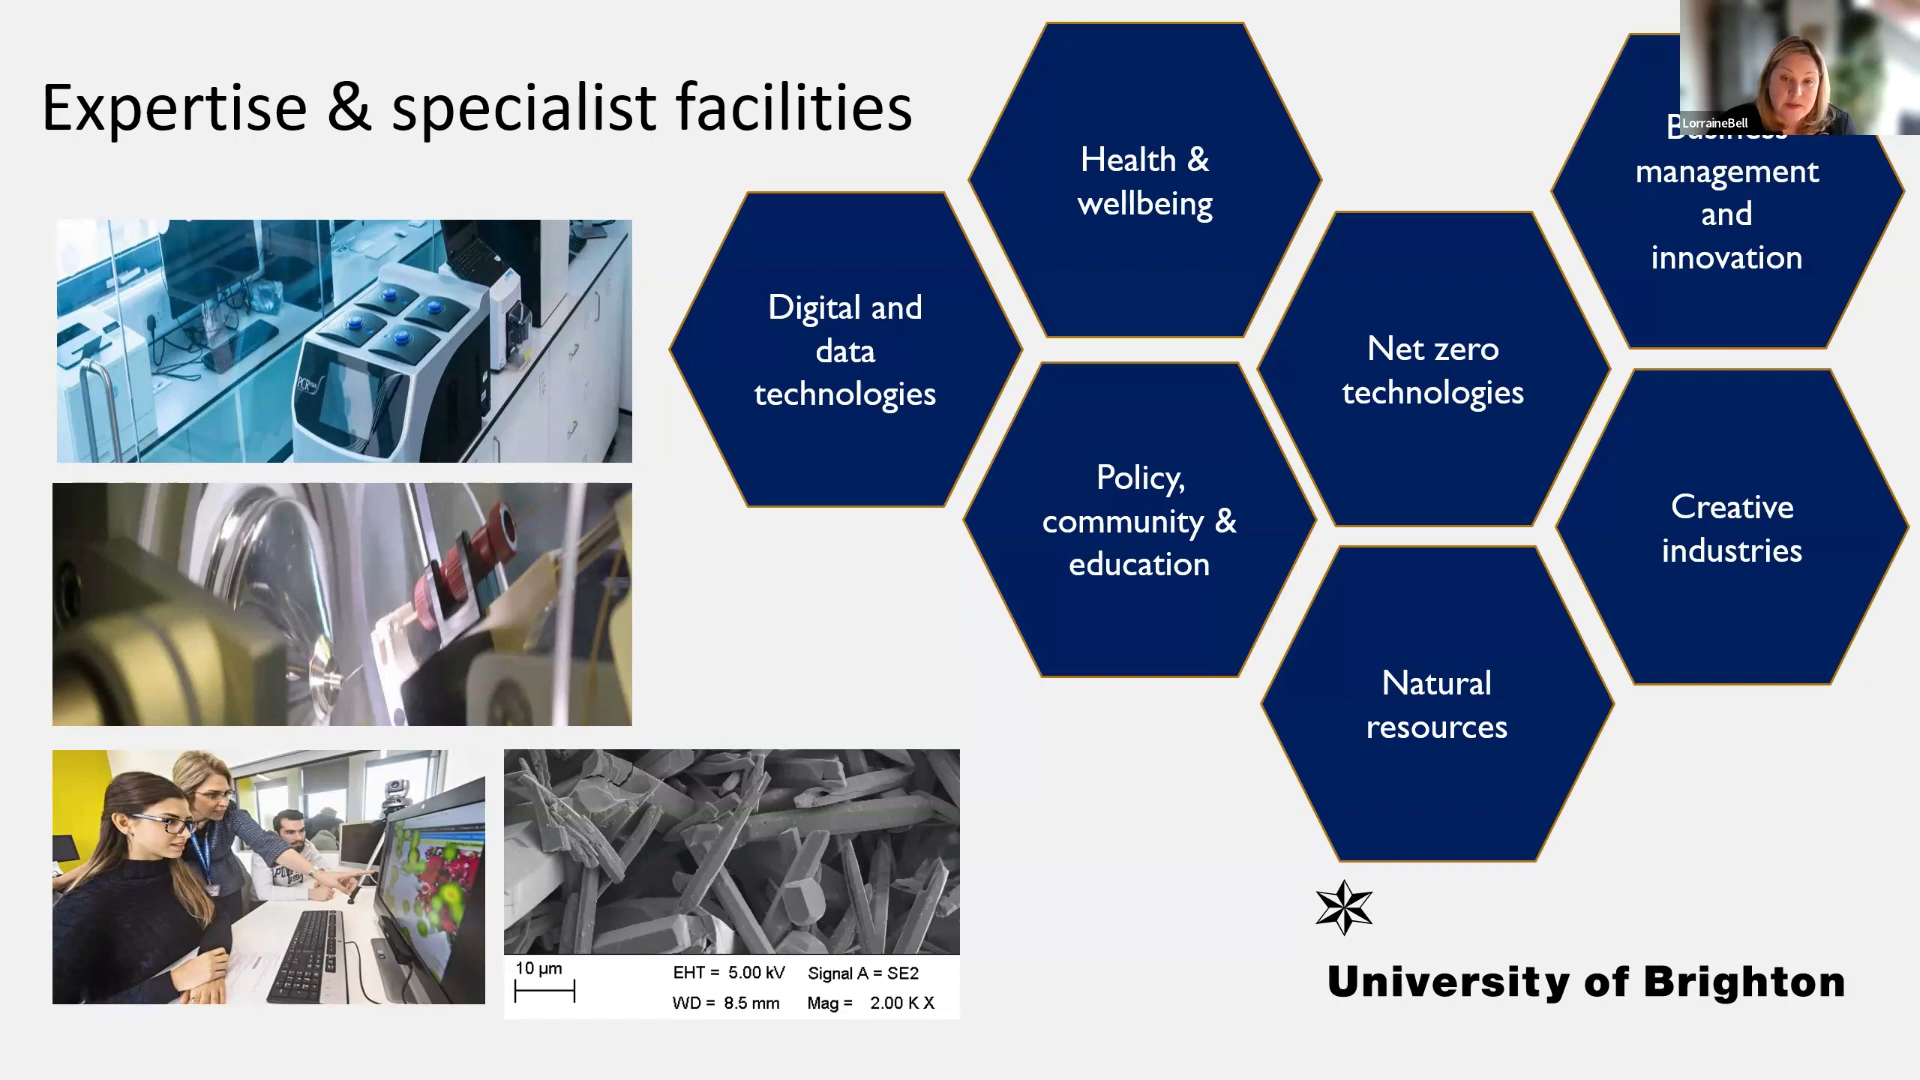 Expertise & specialist facilities
LorraineBell
Health &
wellbeing
management
and
innovation
Digital and
data
technologies
Net zero
technologies
Policy,
community &
education
Creative
industries
Natural
resources
10 µm
EHT = 5.00 kV Signal A = SE2
WD = 8.5 mm Mag = 2.00 K X
University of Brighton